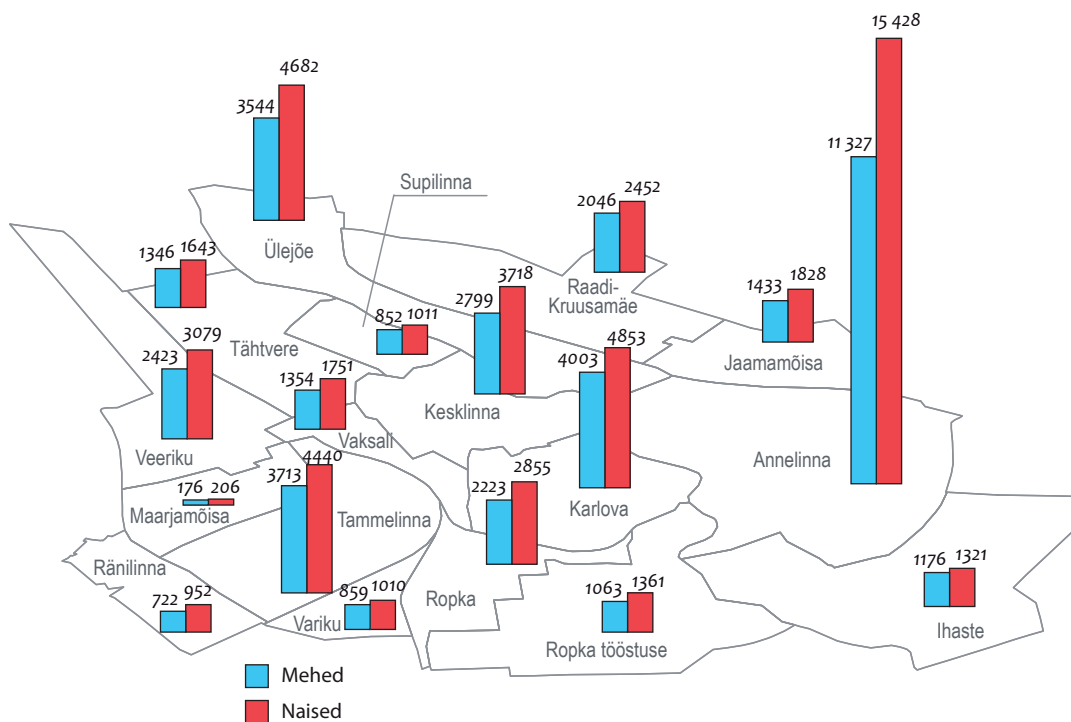 15 428
4682
3544
11 327
Supilinna
2452
2046
Ülejõe
1346 1643
Raadi-
Kruusamäe
3718
2799
1433 1828
852 1011
3079
2423
Tähtvere
4853
4003
Jaamamõisa
1354 1751
Kesklinna
Vaksali
Veeriku
4440
3713
2855
2223
Annelinna
176 206
Maarjamõisa
Tammelinna
Karlova
Ränilinna
722 952
859 1010
Variku
Ropka
1063 1361
Ropka tööstuse
1176 1321
Ihaste
Mehed
Naised